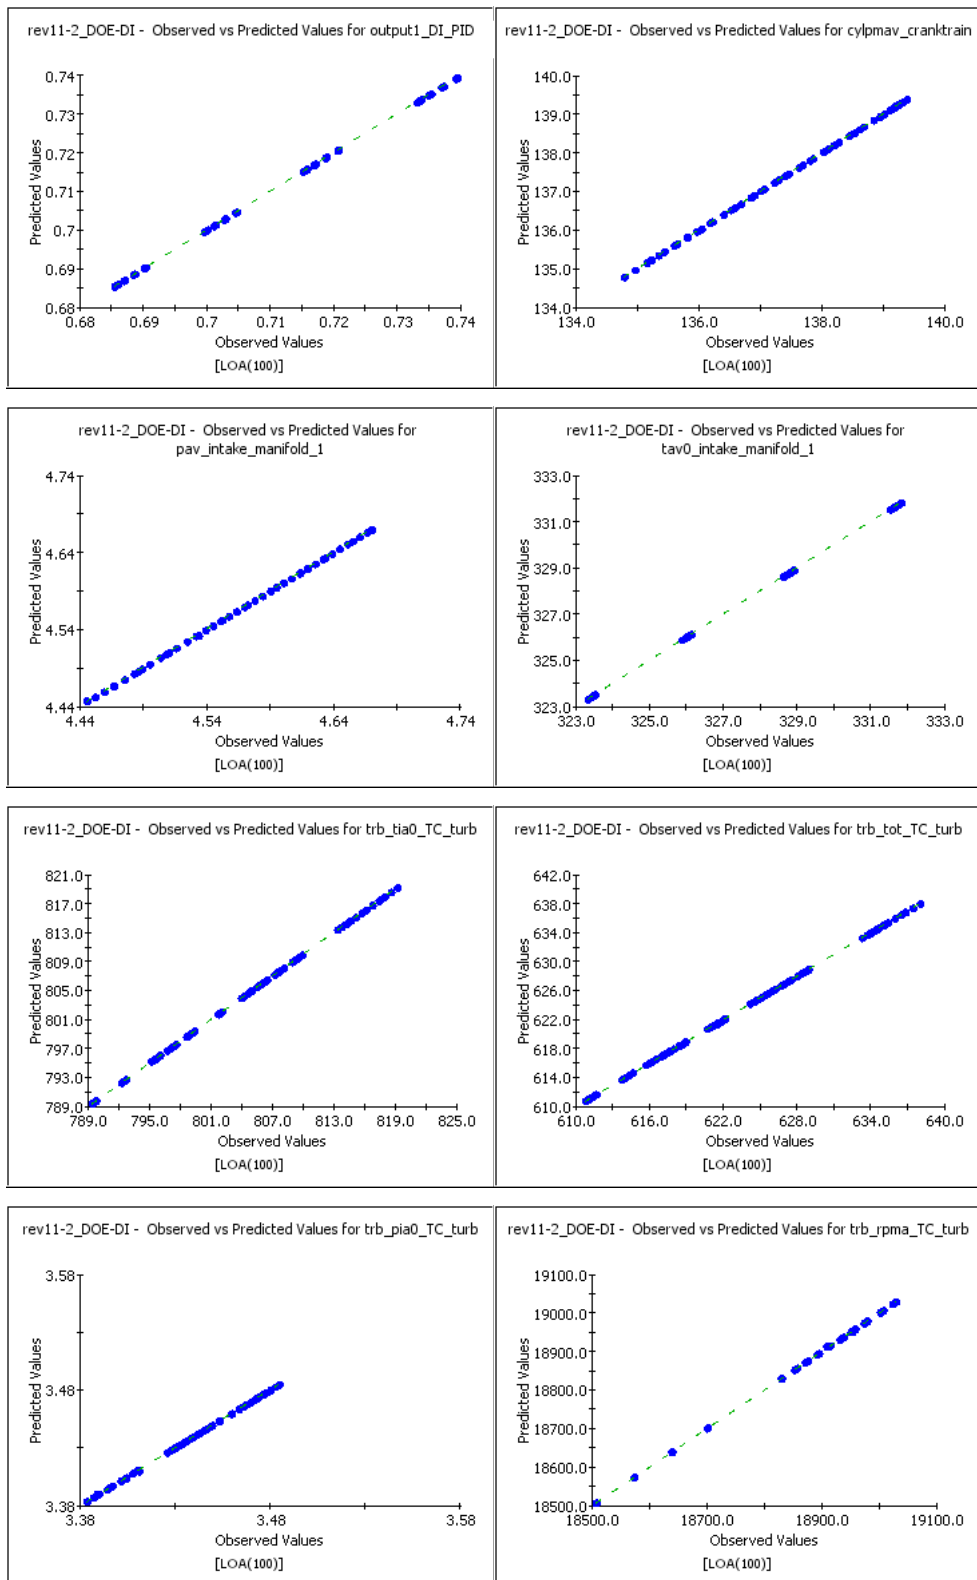 rev11-2_DOE-DI - Observed vs Predicted Values for output1_DI_PID
Predicted Values
0.74
0.73
0.72
0.71
0.7
0.69
0.68
0.68
0.69
0.7
0.71
0.72
0.73
0.74
Observed Values
[LOA(100)]
rev11-2_DOE-DI - Observed vs Predicted Values for cylpmav_cranktrain
Predicted Values
140.0
139.0
138.0
137.0
136.0
135.0
134.0
134.0
136.0
138.0
140.0
Observed Values
[LOA(100)]
rev11-2_DOE-DI - Observed vs Predicted Values for
pav_intake_manifold_1
Predicted Values
4.74
4.64
4.54
4.44
4.44
4.54
4.64
4.74
Observed Values
[LOA(100)]
rev11-2_DOE-DI - Observed vs Predicted Values for
tav0_intake_manifold_1
Predicted Values
333.0
331.0
329.0
327.0
325.0
323.0
323.0
325.0
327.0
329.0
331.0
333.0
Observed Values
[LOA(100)]
rev11-2_DOE-DI - Observed vs Predicted Values for trb_tia0_TC_turb
Predicted Values
821.0
817.0
813.0
809.0
805.0
801.0
797.0
793.0
789.0
789.0
795.0
801.0
807.0
813.0
819.0
825.0
Observed Values
[LOA(100)]
rev11-2_DOE-DI - Observed vs Predicted Values for trb_tot_TC_turb
Predicted Values
642.0
638.0
634.0
630.0
626.0
622.0
618.0
614.0
610.0
610.0
616.0
622.0
628.0
634.0
640.0
Observed Values
[LOA(100)]
rev11-2_DOE-DI - Observed vs Predicted Values for trb_pia0_TC_turb
Predicted Values
3.58
3.48
3.38
3.38
3.48
3.58
Observed Values
[LOA(100)]
rev11-2_DOE-DI - Observed vs Predicted Values for trb_rpma_TC_turb
Predicted Values
19100.0
19000.0
18900.0
18800.0
18700.0
18600.0
18500.0
18500.0
18700.0
18900.0
19100.0
Observed Values
[LOA(100)]